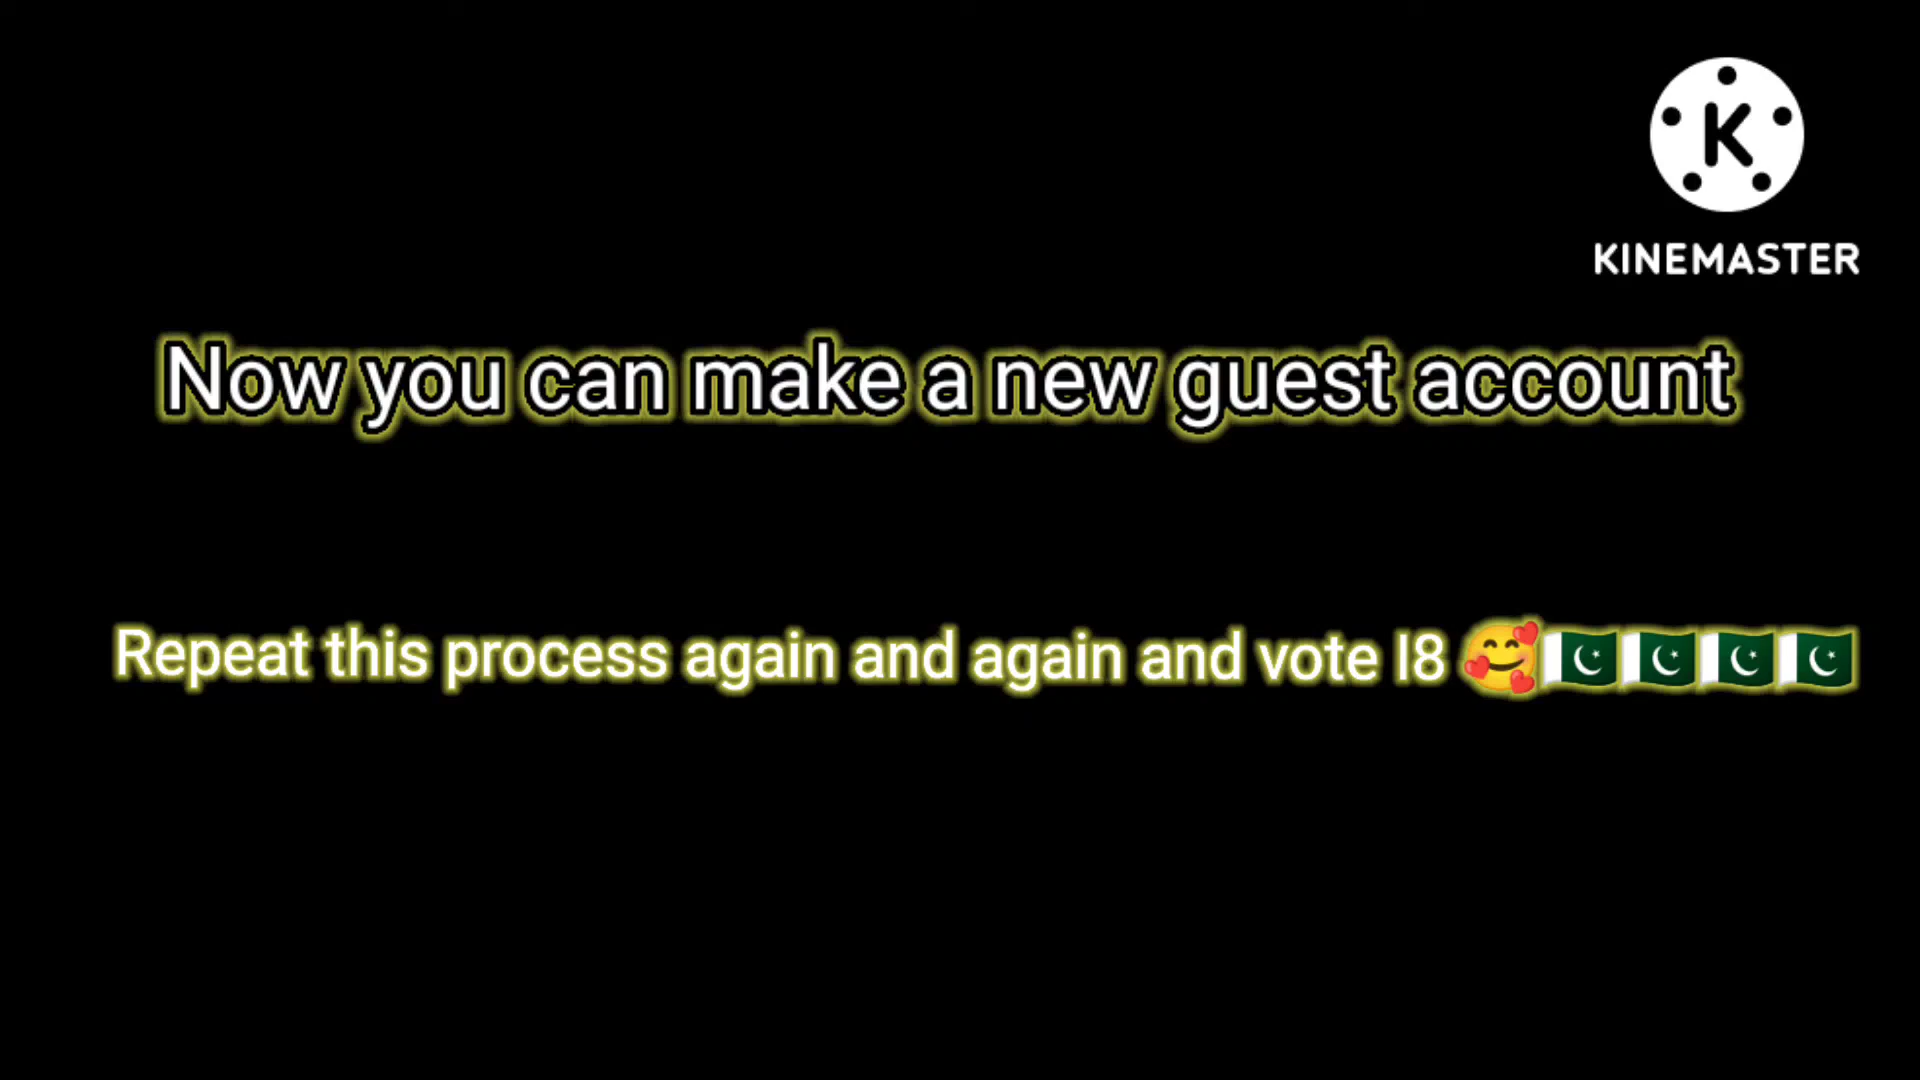 K
KINEMASTER
Now you can make a new guest account
Repeat this process again and again and vote I8 🥰🇵🇰🇵🇰🇵🇰🇵🇰